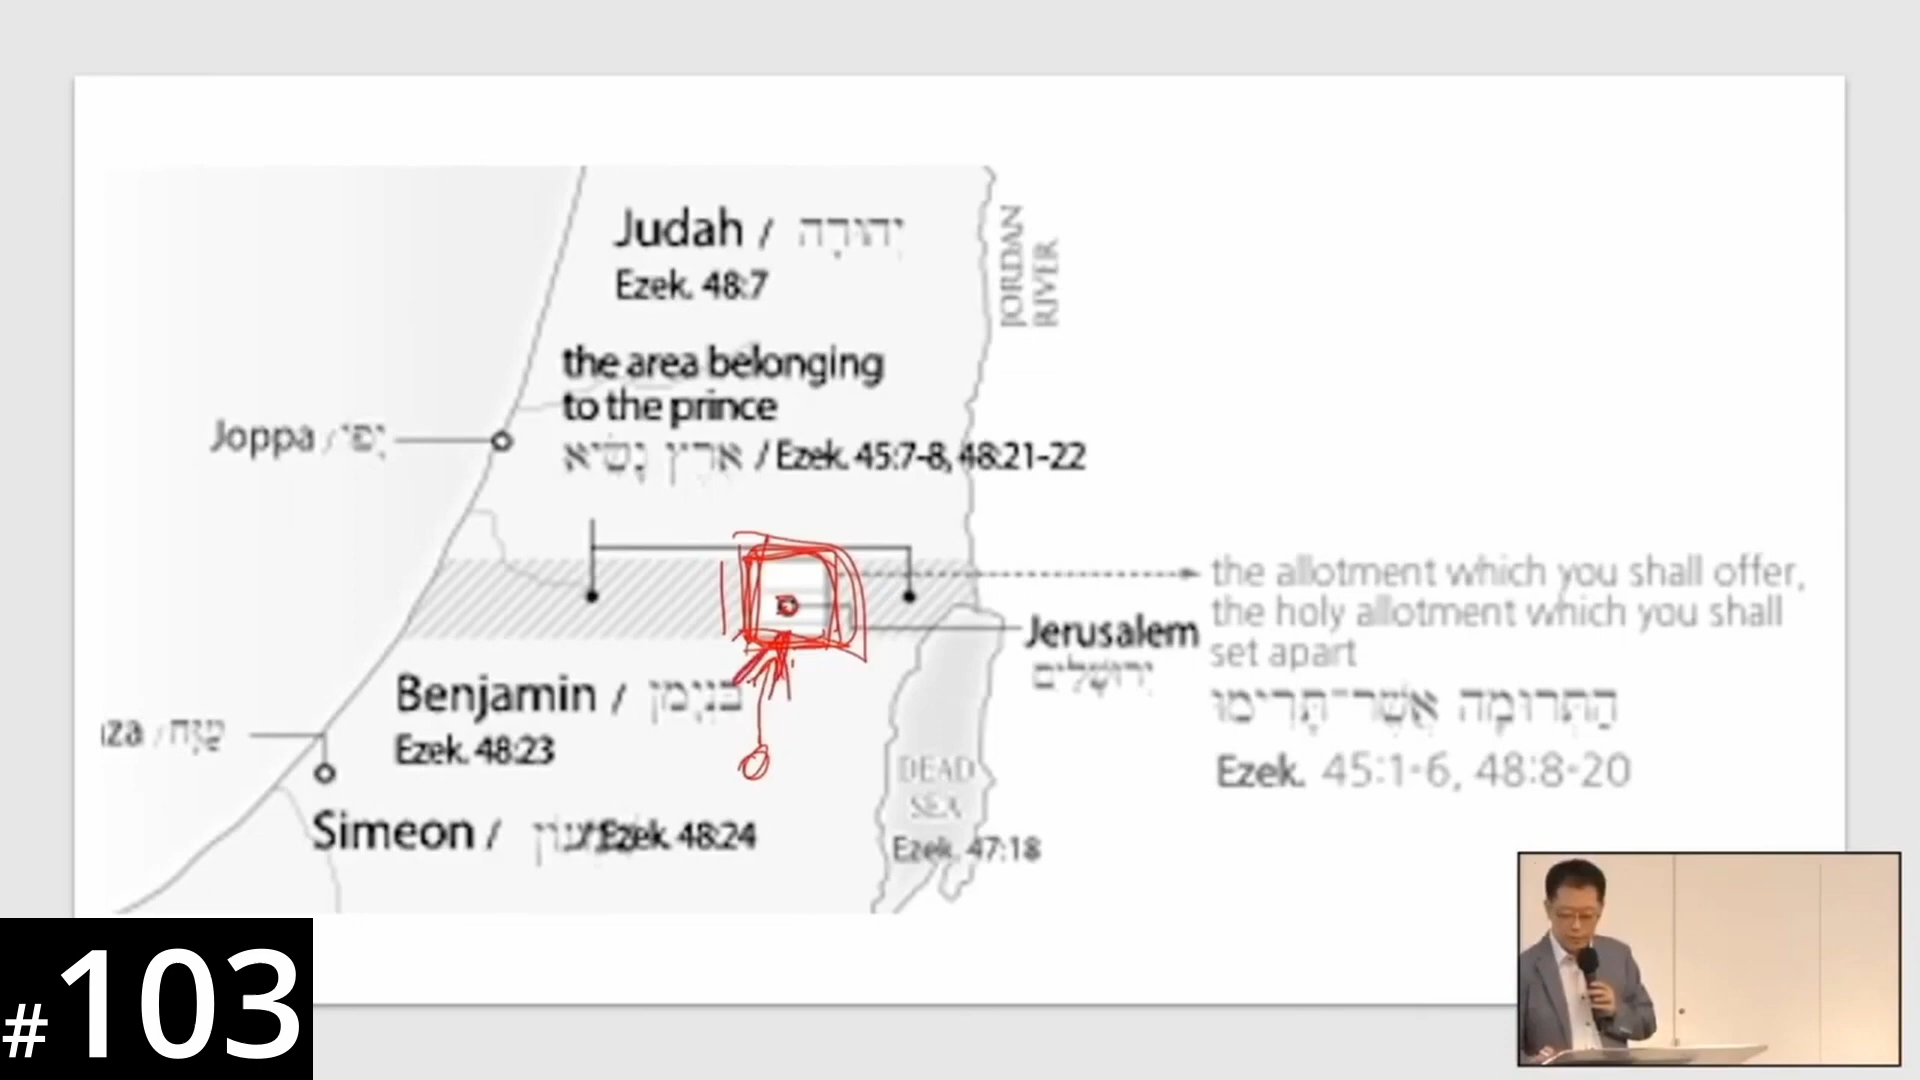 Judah / יְהוּדָה
Ezek. 48:7
JORDAN
RIVER
the area belonging
to the prince
אֶרֶץ נָשִׂיא / Ezek. 45:7-8, 48:21-22
Joppa /
the allotment which you shall offer,
the holy allotment which you shall
set apart
הַתְּרוּמָה אֲשֶׁר־תָּרִימוּ
Ezek. 45:1-6, 48:8-20
Jerusalem
Benjamin /
Ezek. 48:23
Simeon / Ezek. 48:24
DEAD
SEA
Ezek. 47:18
#103